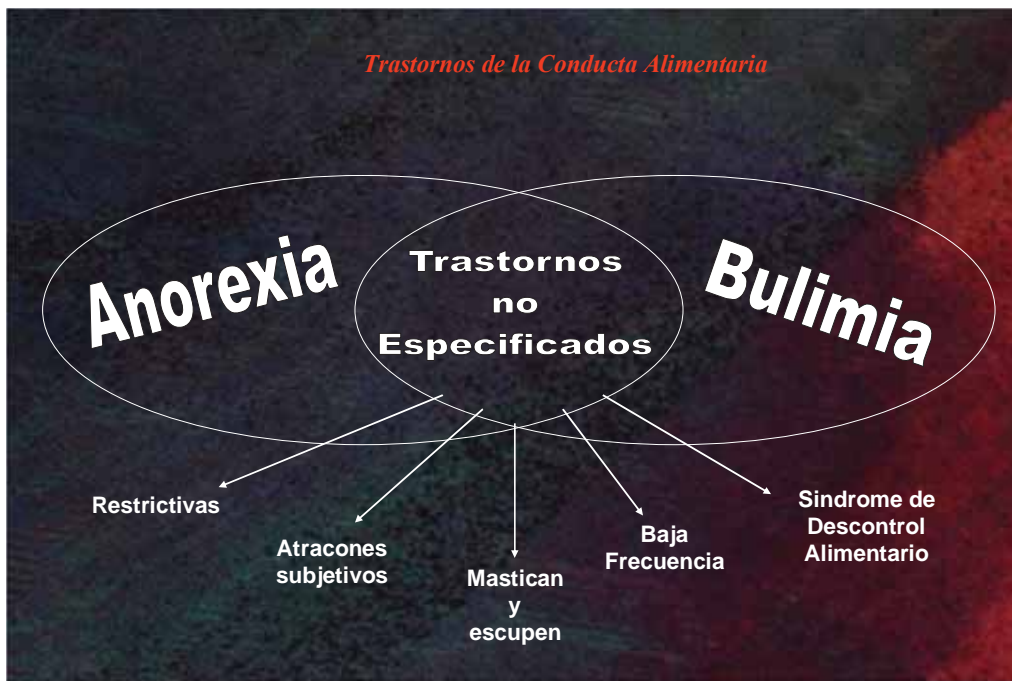 Trastornos de la Conducta Alimentaria
Anorexia
Trastornos
no
Especificados
Bulimia
Restrictivas
Atracones
subjetivos
Mastican
y
escupen
Baja
Frecuencia
Sindrome de
Descontrol
Alimentario